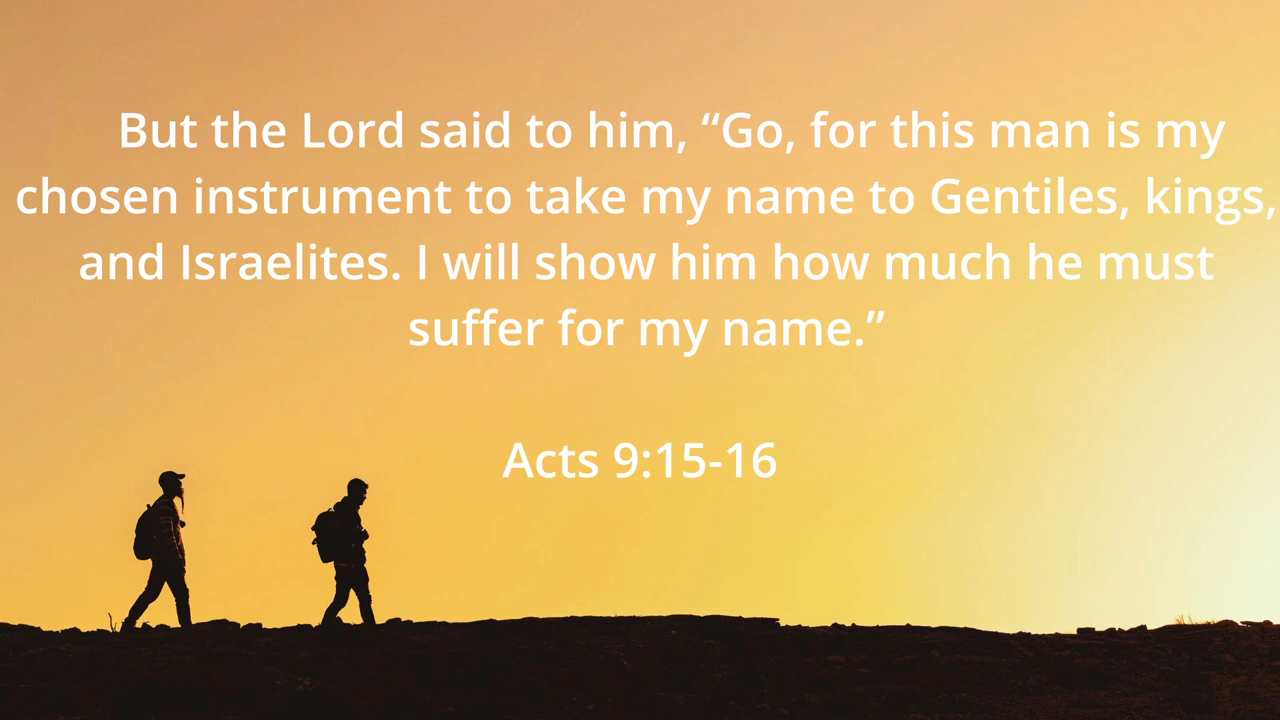 But the Lord said to him, “Go, for this man is my
chosen instrument to take my name to Gentiles, kings,
and Israelites. I will show him how much he must
suffer for my name.”
Acts 9:15-16